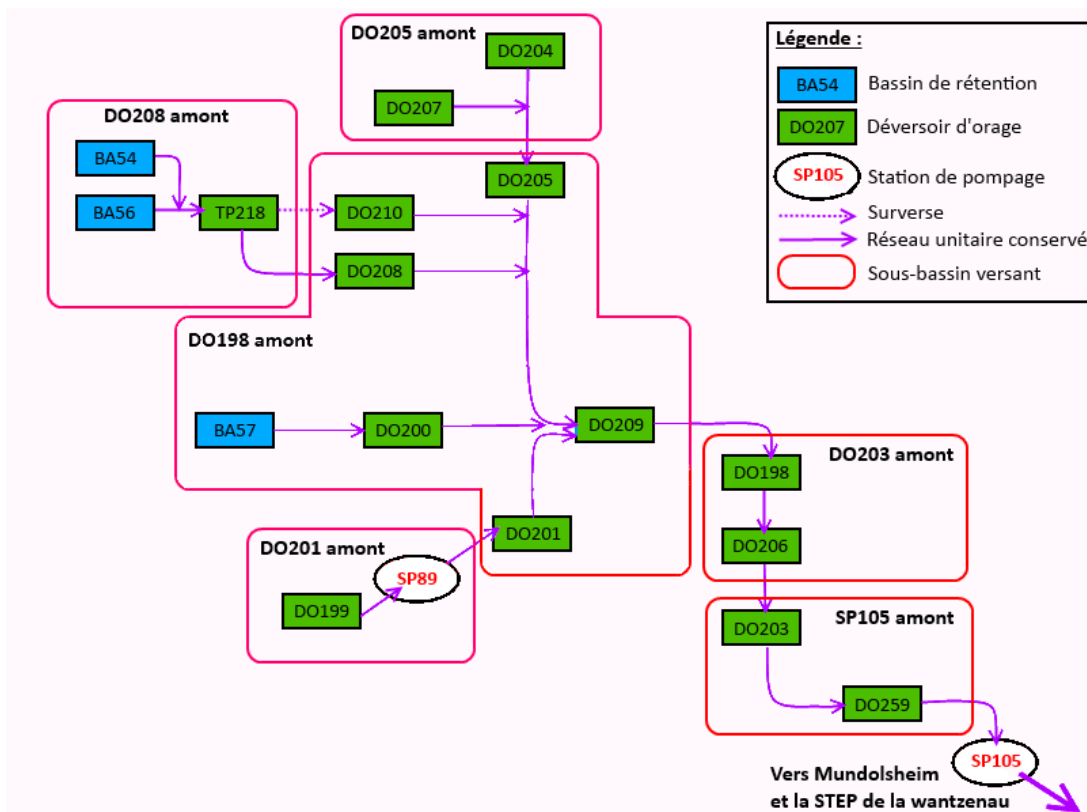 DO205 amont
DO204
DO207
DO208 amont
BA54
BA56
TP218
DO205
DO210
DO208
Légende :
BA54
Bassin de rétention
DO207
Déversoir d'orage
SP105
Station de pompage
Surverse
Réseau unitaire conservé
Sous-bassin versant
DO198 amont
BA57
DO200
DO209
DO201
DO201 amont
SP89
DO199
DO203 amont
DO198
DO206
SP105 amont
DO203
DO259
SP105
Vers Mundolsheim
et la STEP de la wantzenau